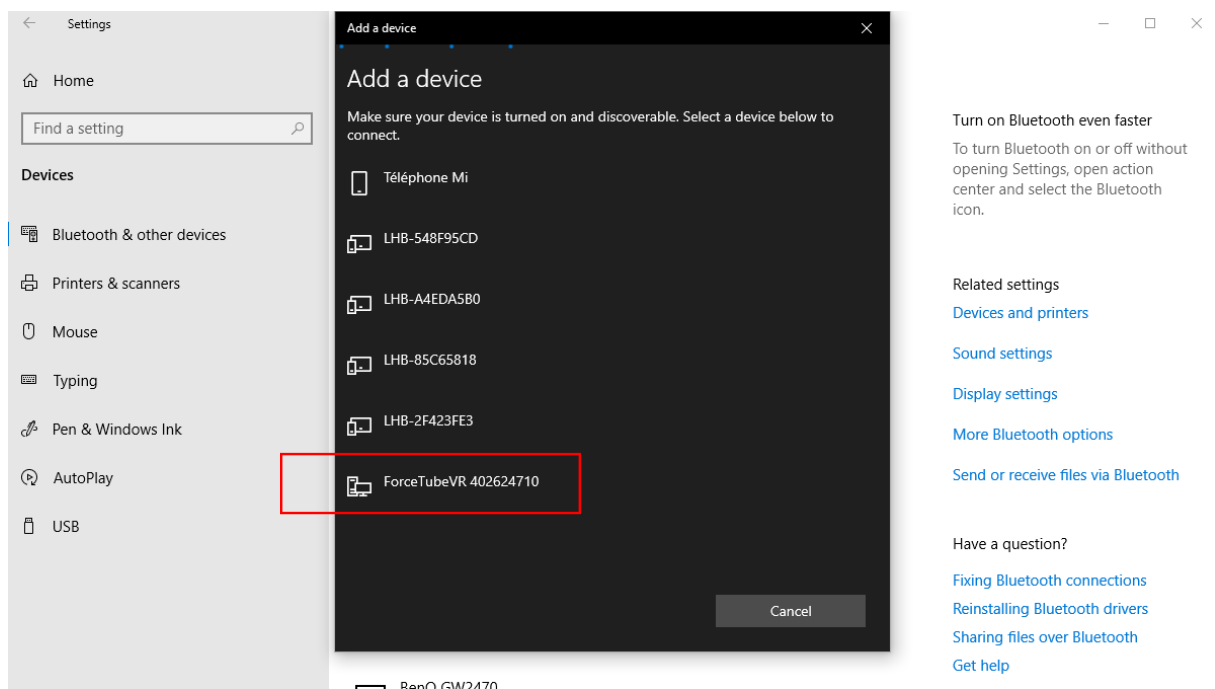 Settings
Home
Find a setting
Devices
Bluetooth & other devices
Printers & scanners
Mouse
Typing
Pen & Windows Ink
AutoPlay
USB
Add a device
Add a device
Make sure your device is turned on and discoverable. Select a device below to
connect.
Téléphone Mi
LHB-548F95CD
LHB-A4EDA5B0
LHB-85C65818
LHB-2F423FE3
ForceTubeVR 402624710
Cancel
BenQ GW2470
Turn on Bluetooth even faster
To turn Bluetooth on or off without
opening Settings, open action
center and select the Bluetooth
icon.
Related settings
Devices and printers
Sound settings
Display settings
More Bluetooth options
Send or receive files via Bluetooth
Have a question?
Fixing Bluetooth connections
Reinstalling Bluetooth drivers
Sharing files over Bluetooth
Get help